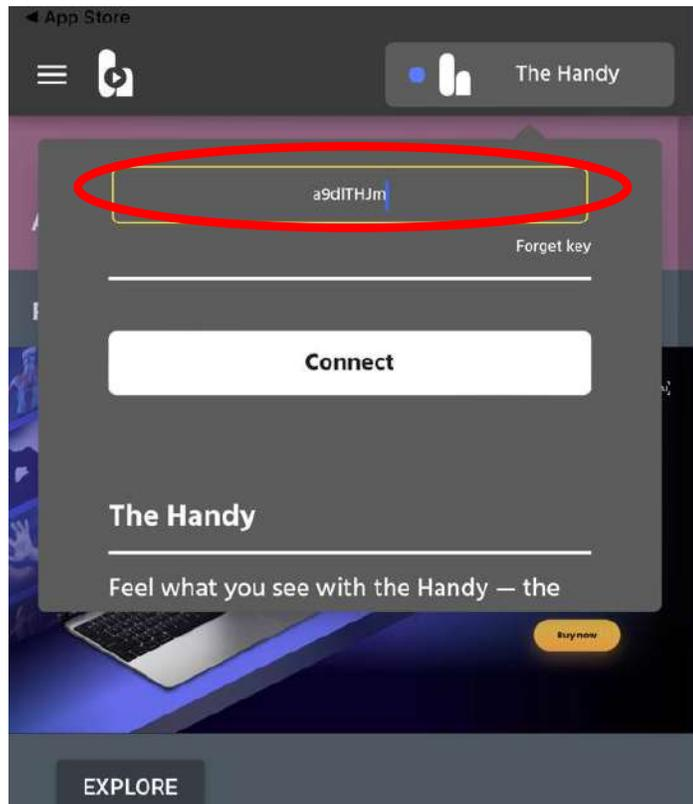 ◀ App Store
The Handy
a9dlTHJm
Forget key
Connect
The Handy
Feel what you see with the Handy — the
Buy now
EXPLORE